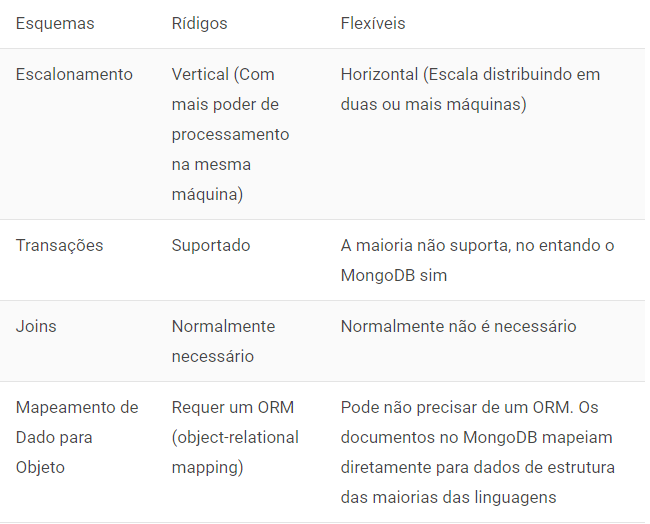 Esquemas Rídigos Flexíveis
Escalonamento Vertical (Com Horizontal (Escala distribuindo em
mais poder de duas ou mais máquinas)
processamento
na mesma
máquina)
Transações Suportado A maioria não suporta, no entando o
MongoDB sim
Joins Normalmente Normalmente não é necessário
necessário
Mapeamento de Requer um ORM Pode não precisar de um ORM. Os
Dado para (object-relational documentos no MongoDB mapeiam
Objeto mapping) diretamente para dados de estrutura
das maiorias das linguagens